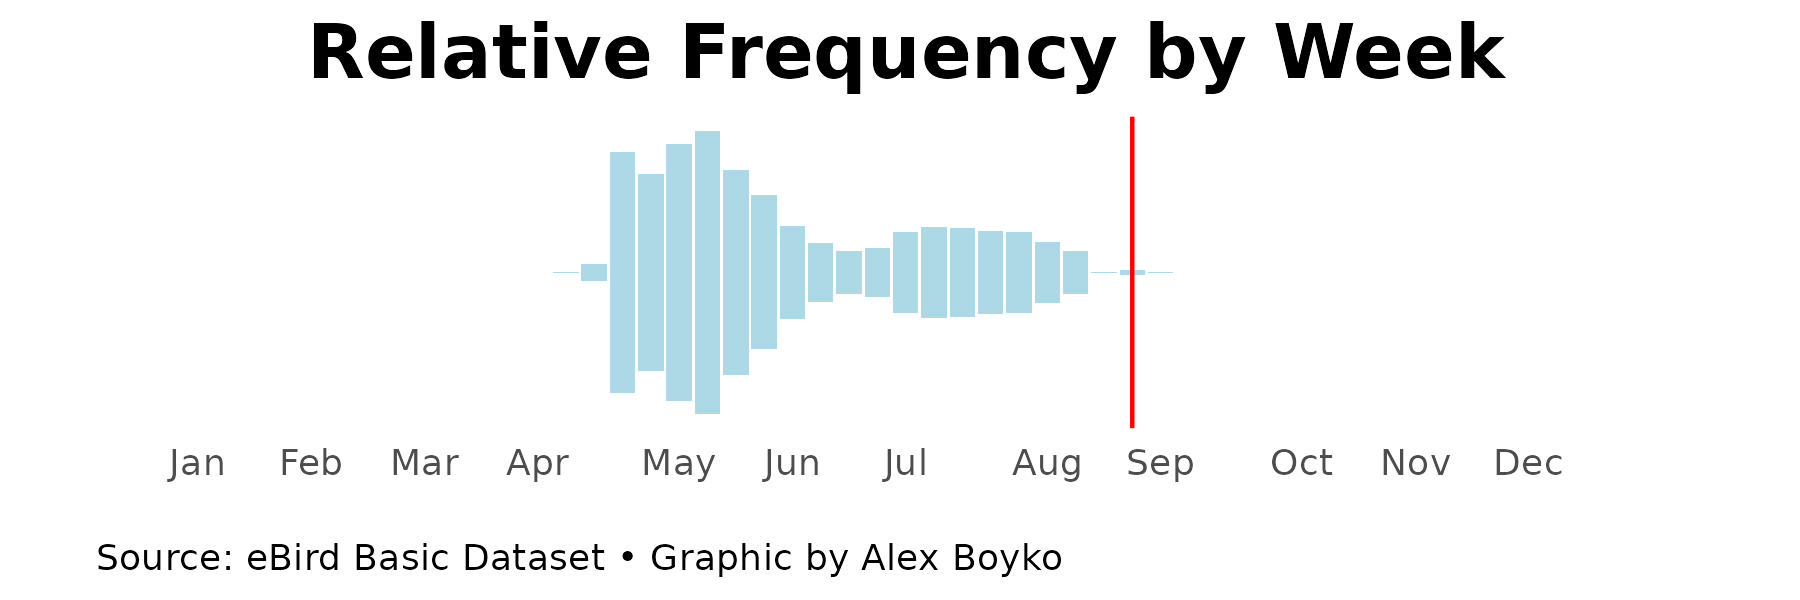 Relative Frequency by Week
Jan Feb Mar Apr May Jun Jul Aug Sep Oct Nov Dec
Source: eBird Basic Dataset • Graphic by Alex Boyko